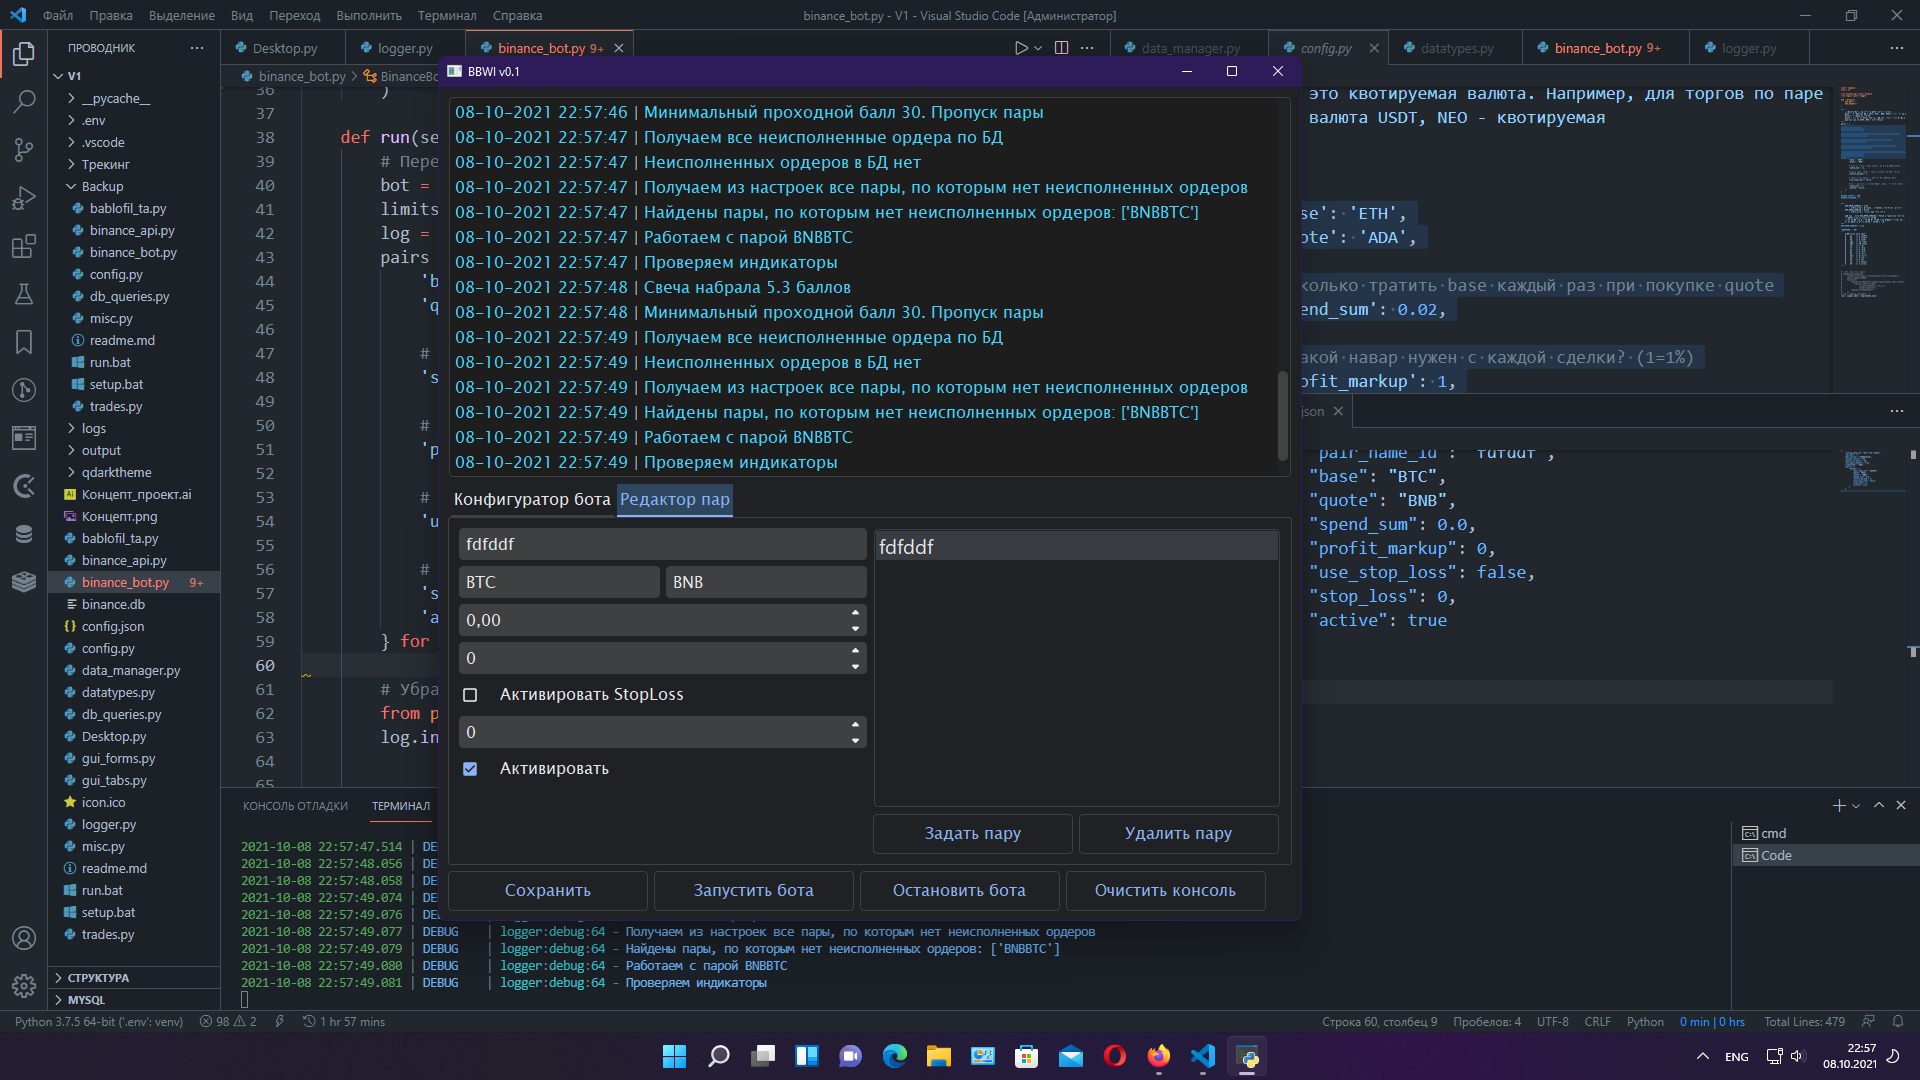 Файл Правка Выделение Вид Переход Выполнить Терминал Справка
binance_bot.py - V1 - Visual Studio Code [Администратор]
ПРОВОДНИК
V1
__pycache__
.env
.vscode
Трекинг
Backup
bablofil_ta.py
binance_api.py
binance_bot.py
config.py
db_queries.py
misc.py
readme.md
run.bat
setup.bat
trades.py
logs
output
qdarktheme
Концепт_проект.ai
Концепт.png
bablofil_ta.py
binance_api.py
binance_bot.py 9+
binance.db
config.json
config.py
data_manager.py
datatypes.py
db_queries.py
Desktop.py
gui_forms.py
gui_tabs.py
icon.ico
logger.py
misc.py
readme.md
run.bat
setup.bat
trades.py
СТРУКТУРА
MYSQL
Desktop.py logger.py binance_bot.py 9+
binance_bot.py > BinanceBo
36 )
37
38 def run(se
39 # Пере
40 bot =
41 limits
42 log =
43 pairs
44 'b
45 'q
46
47 #
48 's
49
50 #
51 'p
52
53 #
54 'u
55
56 #
57 's
58 'a
59 } for
60
61 # Убра
62 from p
63 log.in
64
65
BBWI v0.1
08-10-2021 22:57:46 | Минимальный проходной балл 30. Пропуск пары
08-10-2021 22:57:47 | Получаем все неисполненные ордера по БД
08-10-2021 22:57:47 | Неисполненных ордеров в БД нет
08-10-2021 22:57:47 | Получаем из настроек все пары, по которым нет неисполненных ордеров
08-10-2021 22:57:47 | Найдены пары, по которым нет неисполненных ордеров: ['BNBBTC']
08-10-2021 22:57:47 | Работаем с парой BNBBTC
08-10-2021 22:57:47 | Проверяем индикаторы
08-10-2021 22:57:48 | Свеча набрала 5.3 баллов
08-10-2021 22:57:48 | Минимальный проходной балл 30. Пропуск пары
08-10-2021 22:57:49 | Получаем все неисполненные ордера по БД
08-10-2021 22:57:49 | Неисполненных ордеров в БД нет
08-10-2021 22:57:49 | Получаем из настроек все пары, по которым нет неисполненных ордеров
08-10-2021 22:57:49 | Найдены пары, по которым нет неисполненных ордеров: ['BNBBTC']
08-10-2021 22:57:49 | Работаем с парой BNBBTC
08-10-2021 22:57:49 | Проверяем индикаторы
Конфигуратор бота Редактор пар
fdfddf
BTC BNB
0,00
0
Активировать StopLoss
0
Активировать
fdfddf
Задать пару Удалить пару
Сохранить Запустить бота Остановить бота Очистить консоль
data_manager.py config.py datatypes.py binance_bot.py 9+ logger.py
это квотируемая валюта. Например, для торгов по паре
валюта USDT, NEO - квотируемая
se': 'ETH',
ote': 'ADA',
колько тратить base каждый раз при покупке quote
end_sum': 0.02,
акой навар нужен с каждой сделки? (1=1%)
ofit_markup': 1,
json
"pair_name_id": "fdfddf",
"base": "BTC",
"quote": "BNB",
"spend_sum": 0.0,
"profit_markup": 0,
"use_stop_loss": false,
"stop_loss": 0,
"active": true
КОНСОЛЬ ОТЛАДКИ ТЕРМИНАЛ
2021-10-08 22:57:47.514 | DE
2021-10-08 22:57:48.056 | DE
2021-10-08 22:57:48.058 | DE
2021-10-08 22:57:49.074 | DE
2021-10-08 22:57:49.076 | DE
2021-10-08 22:57:49.077 | DEBUG | logger:debug:64 - Получаем из настроек все пары, по которым нет неисполненных ордеров
2021-10-08 22:57:49.079 | DEBUG | logger:debug:64 - Найдены пары, по которым нет неисполненных ордеров: ['BNBBTC']
2021-10-08 22:57:49.080 | DEBUG | logger:debug:64 - Работаем с парой BNBBTC
2021-10-08 22:57:49.081 | DEBUG | logger:debug:64 - Проверяем индикаторы
cmd
Code
Python 3.7.5 64-bit ('.env': venv) 98 2 1 hr 57 mins
Строка 60, столбец 9 Пробелов: 4 UTF-8 CRLF Python 0 min | 0 hrs Total Lines: 479
ENG
22:57
08.10.2021